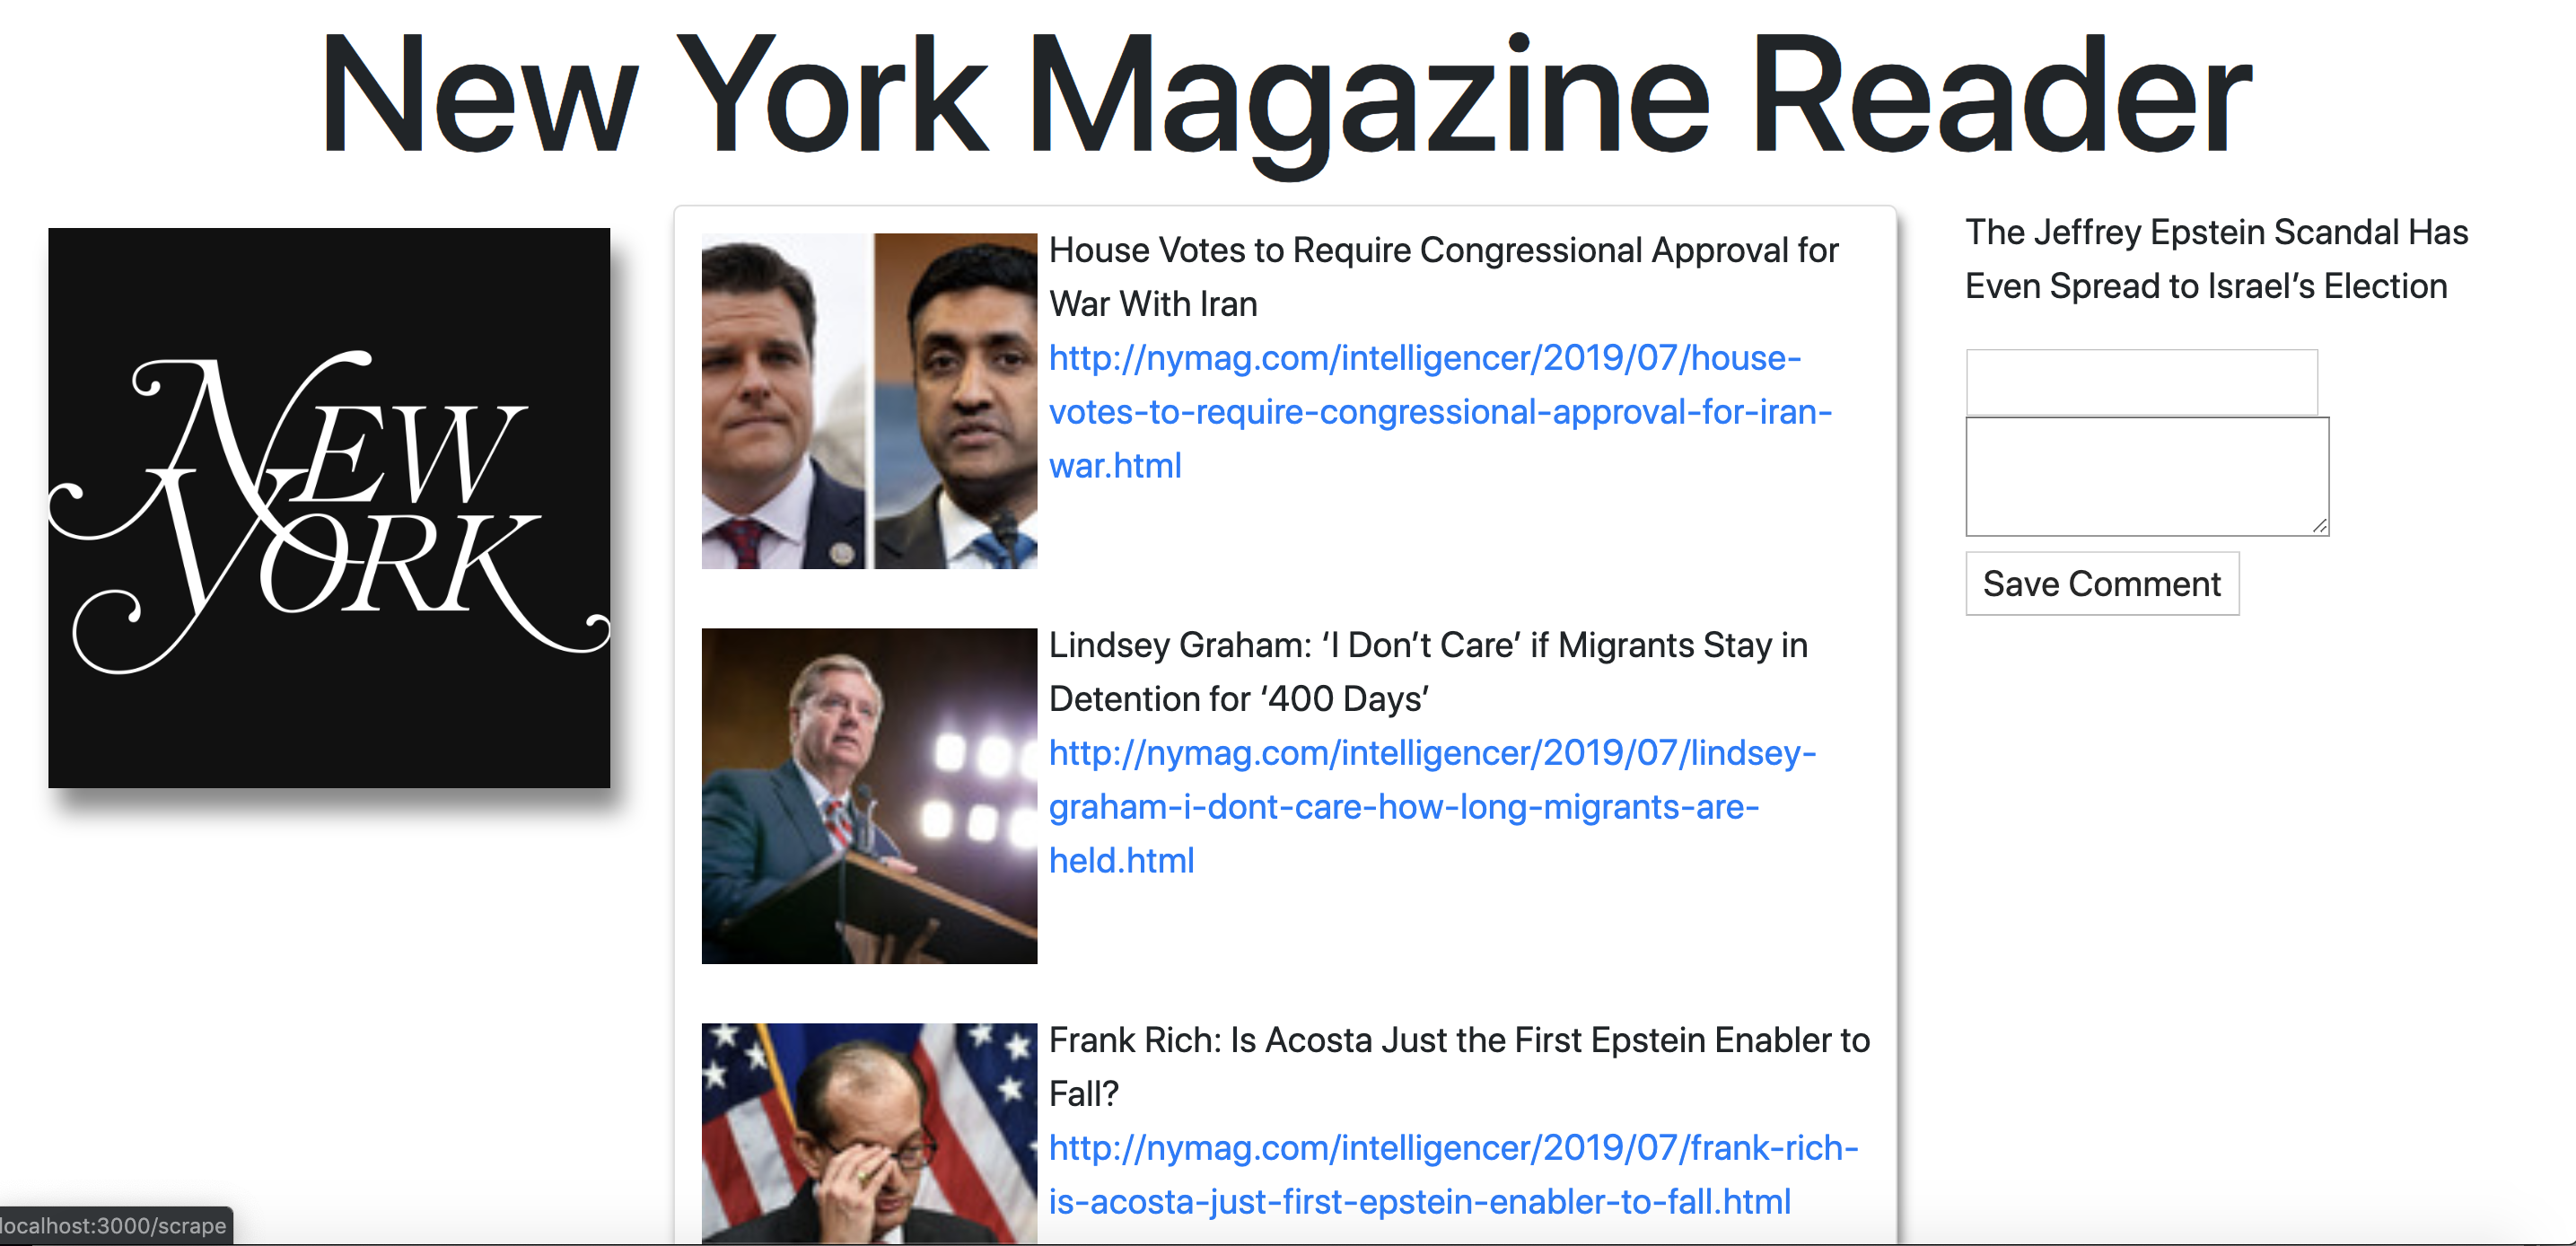 New York Magazine Reader
NEW
YORK
House Votes to Require Congressional Approval for
War With Iran
http://nymag.com/intelligencer/2019/07/house-
votes-to-require-congressional-approval-for-iran-
war.html
Lindsey Graham: ‘I Don’t Care’ if Migrants Stay in
Detention for ‘400 Days’
http://nymag.com/intelligencer/2019/07/lindsey-
graham-i-dont-care-how-long-migrants-are-
held.html
Frank Rich: Is Acosta Just the First Epstein Enabler to
Fall?
http://nymag.com/intelligencer/2019/07/frank-rich-
is-acosta-just-first-epstein-enabler-to-fall.html
The Jeffrey Epstein Scandal Has
Even Spread to Israel’s Election
Save Comment
localhost:3000/scrape